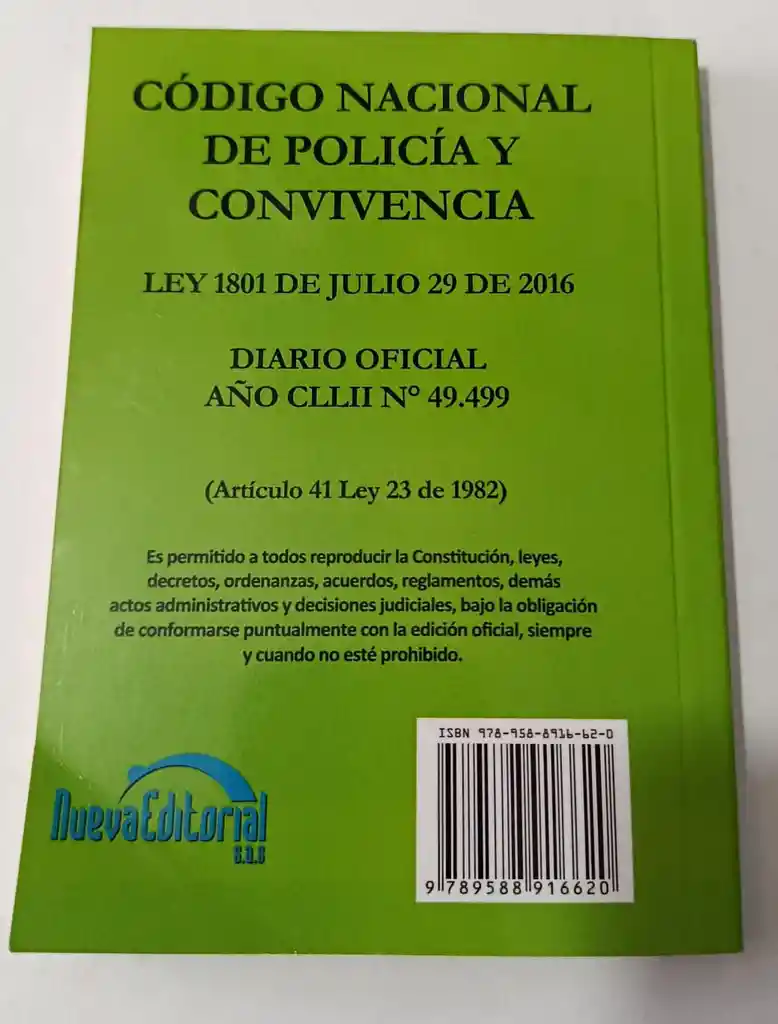 CÓDIGO NACIONAL
DE POLICÍA Y
CONVIVENCIA
LEY 1801 DE JULIO 29 DE 2016
DIARIO OFICIAL
AÑO CLLII Nº 49.499
(Artículo 41 Ley 23 de 1982)
Es permitido a todos reproducir la Constitución, leyes,
decretos, ordenanzas, acuerdos, reglamentos, demás
actos administrativos y decisiones judiciales, bajo la obligación
de conformarse puntualmente con la edición oficial, siempre
y cuando no esté prohibido.
ISBN 978-958-8916-62-0
NuevaEditorial
S.A.S
9 789588 916620